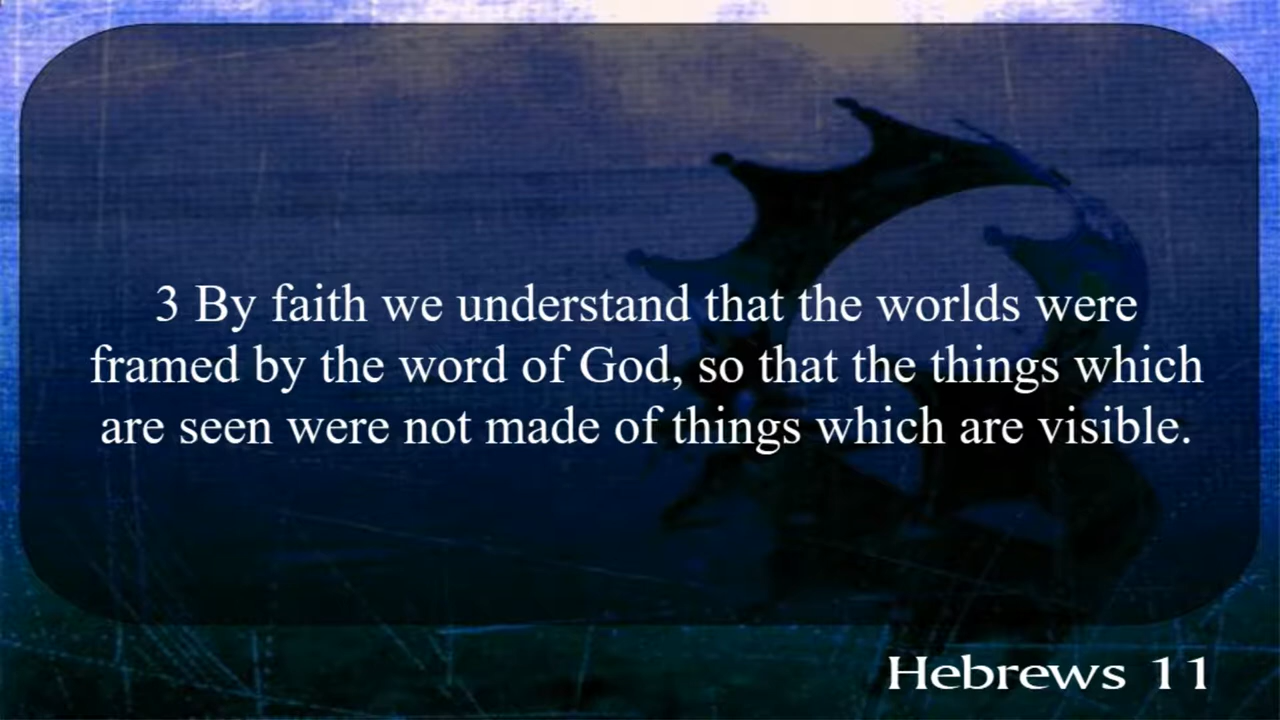 3 By faith we understand that the worlds were
framed by the word of God, so that the things which
are seen were not made of things which are visible.
Hebrews 11